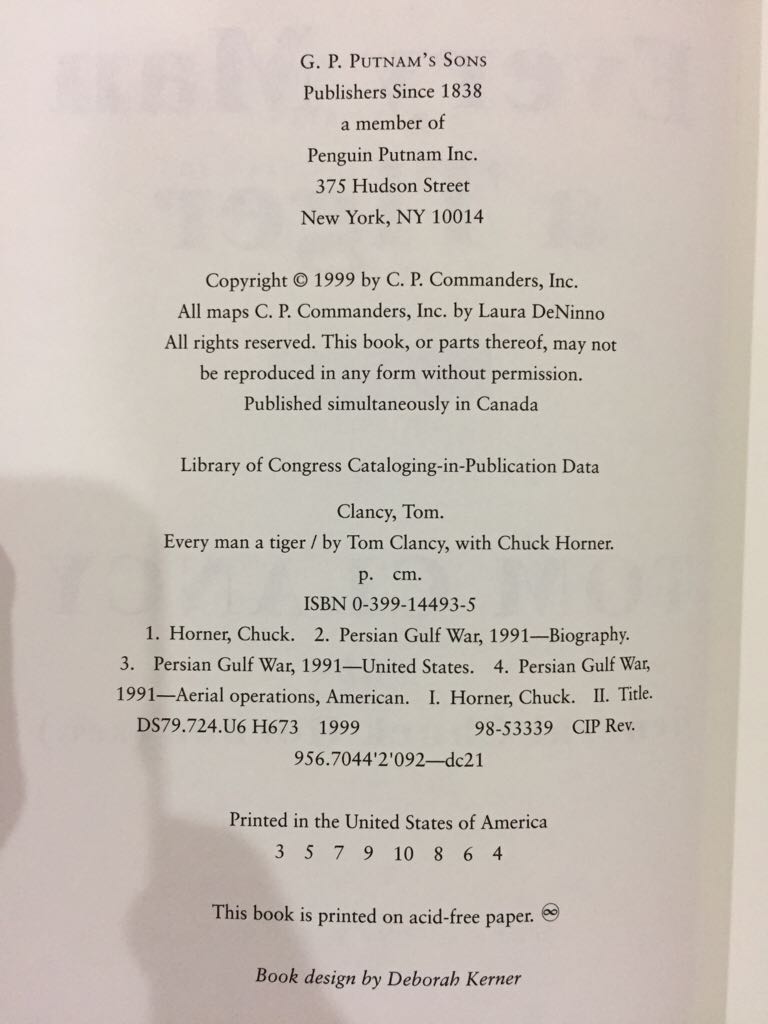 G. P. Putnam's Sons
Publishers Since 1838
a member of
Penguin Putnam Inc.
375 Hudson Street
New York, NY 10014
Copyright © 1999 by C. P. Commanders, Inc.
All maps C. P. Commanders, Inc. by Laura DeNinno
All rights reserved. This book, or parts thereof, may not
be reproduced in any form without permission.
Published simultaneously in Canada
Library of Congress Cataloging-in-Publication Data
Clancy, Tom.
Every man a tiger / by Tom Clancy, with Chuck Horner.
p. cm.
ISBN 0-399-14493-5
1. Horner, Chuck. 2. Persian Gulf War, 1991—Biography.
3. Persian Gulf War, 1991—United States. 4. Persian Gulf War,
1991—Aerial operations, American. I. Horner, Chuck. II. Title.
DS79.724.U6 H673 1999 98-53339 CIP Rev.
956.7044'2'092—dc21
Printed in the United States of America
3 5 7 9 10 8 6 4
This book is printed on acid-free paper. ♾
Book design by Deborah Kerner